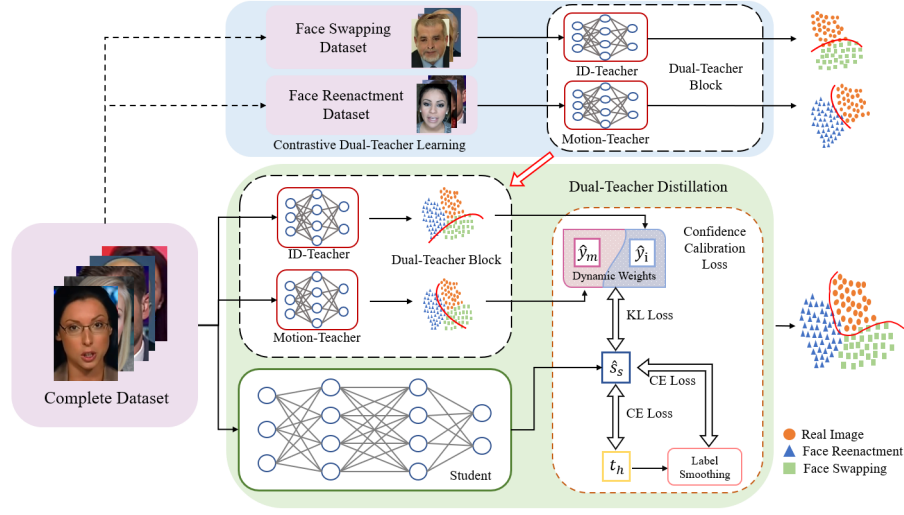 Face Swapping
Dataset
ID-Teacher
Dual-Teacher
Block
Face Reenactment
Dataset
Motion-Teacher
Contrastive Dual-Teacher Learning
Dual-Teacher Distillation
ID-Teacher
Dual-Teacher Block
Motion-Teacher
ŷₘ ŷᵢ
Dynamic Weights
Confidence
Calibration
Loss
KL Loss
ŝₛ
CE Loss
CE Loss
tₕ
Label
Smoothing
Student
Complete Dataset
Real Image
Face Reenactment
Face Swapping